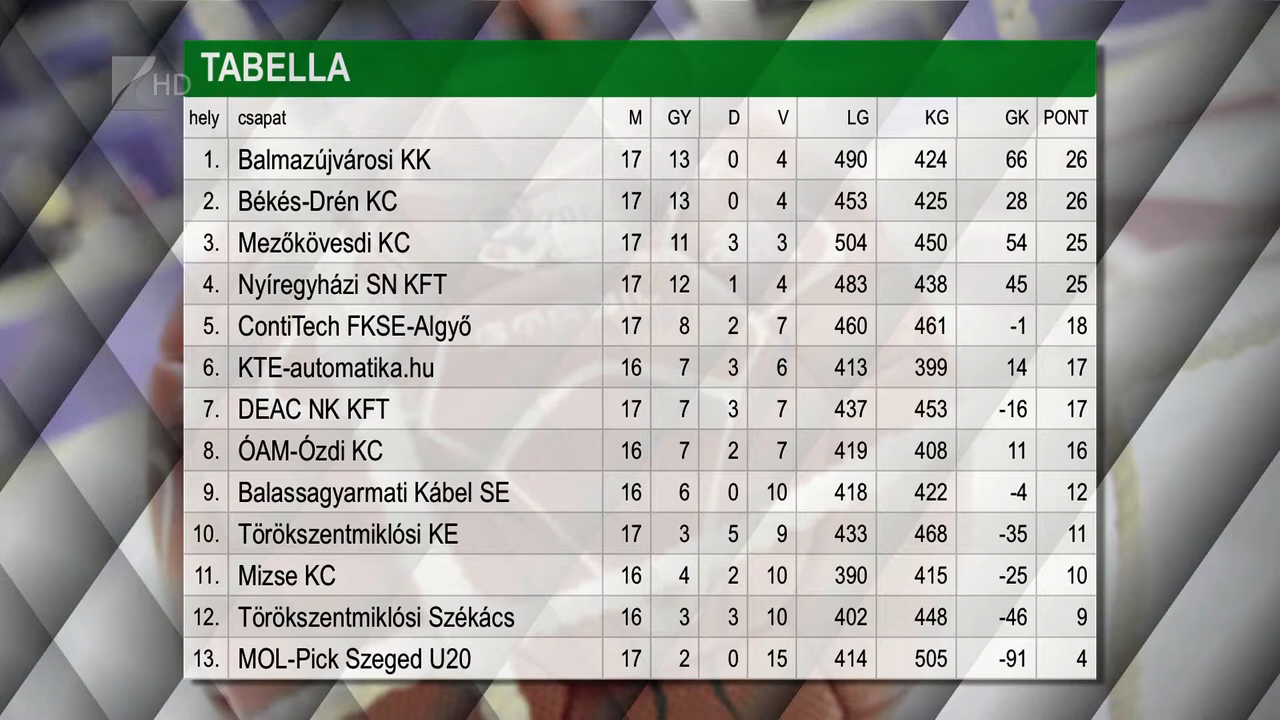 HD
TABELLA
hely csapat M GY D V LG KG GK PONT
1. Balmazújvárosi KK 17 13 0 4 490 424 66 26
2. Békés-Drén KC 17 13 0 4 453 425 28 26
3. Mezőkövesdi KC 17 11 3 3 504 450 54 25
4. Nyíregyházi SN KFT 17 12 1 4 483 438 45 25
5. ContiTech FKSE-Algyő 17 8 2 7 460 461 -1 18
6. KTE-automatika.hu 16 7 3 6 413 399 14 17
7. DEAC NK KFT 17 7 3 7 437 453 -16 17
8. ÓAM-Ózdi KC 16 7 2 7 419 408 11 16
9. Balassagyarmati Kábel SE 16 6 0 10 418 422 -4 12
10. Törökszentmiklósi KE 17 3 5 9 433 468 -35 11
11. Mizse KC 16 4 2 10 390 415 -25 10
12. Törökszentmiklósi Székács 16 3 3 10 402 448 -46 9
13. MOL-Pick Szeged U20 17 2 0 15 414 505 -91 4